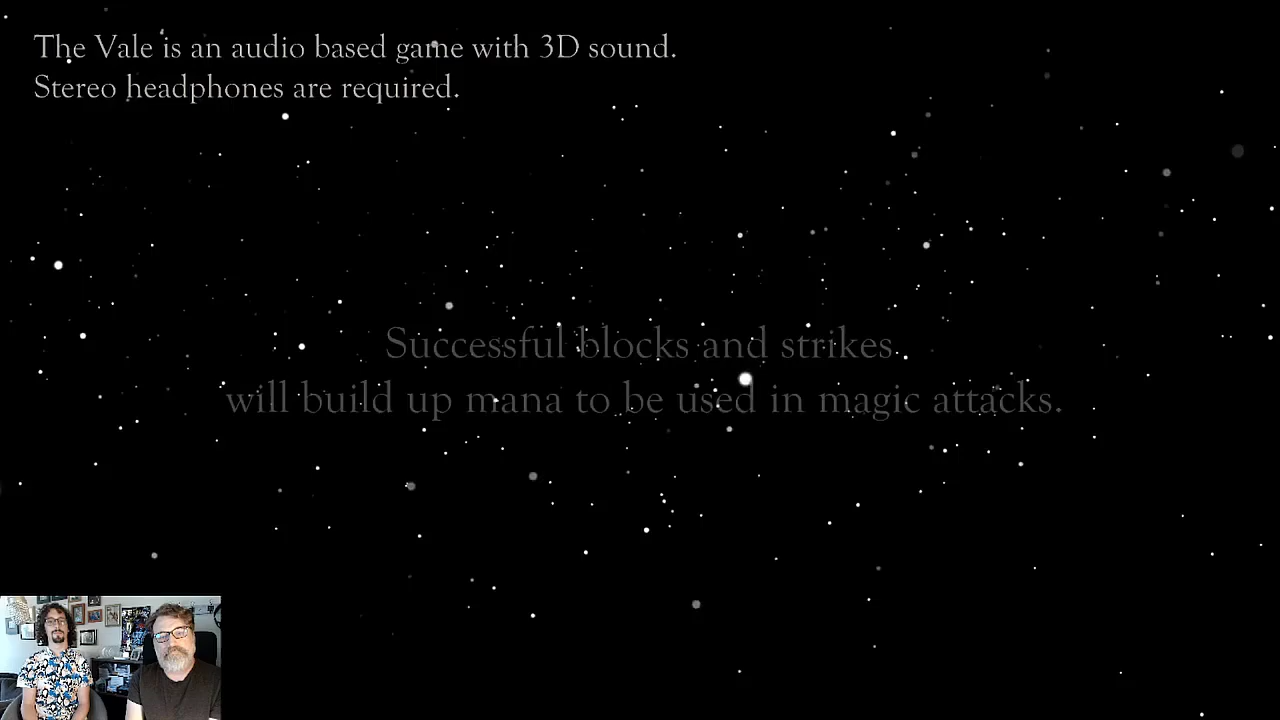 The Vale is an audio based game with 3D sound.
Stereo headphones are required.
Successful blocks and strikes
will build up mana to be used in magic attacks.